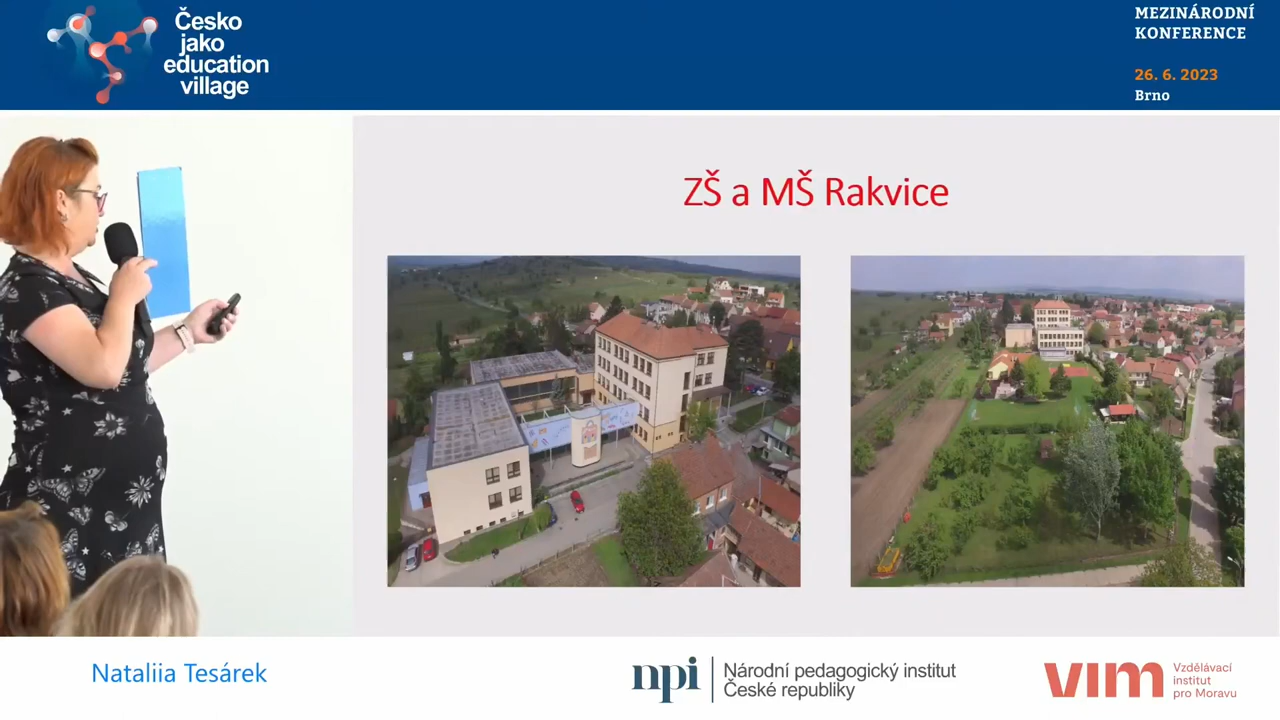 Česko
jako
education
village
MEZINÁRODNÍ
KONFERENCE
26. 6. 2023
Brno
ZŠ a MŠ Rakvice
Nataliia Tesárek
npi
Národní pedagogický institut
České republiky
vim
Vzdělávací
institut
pro Moravu